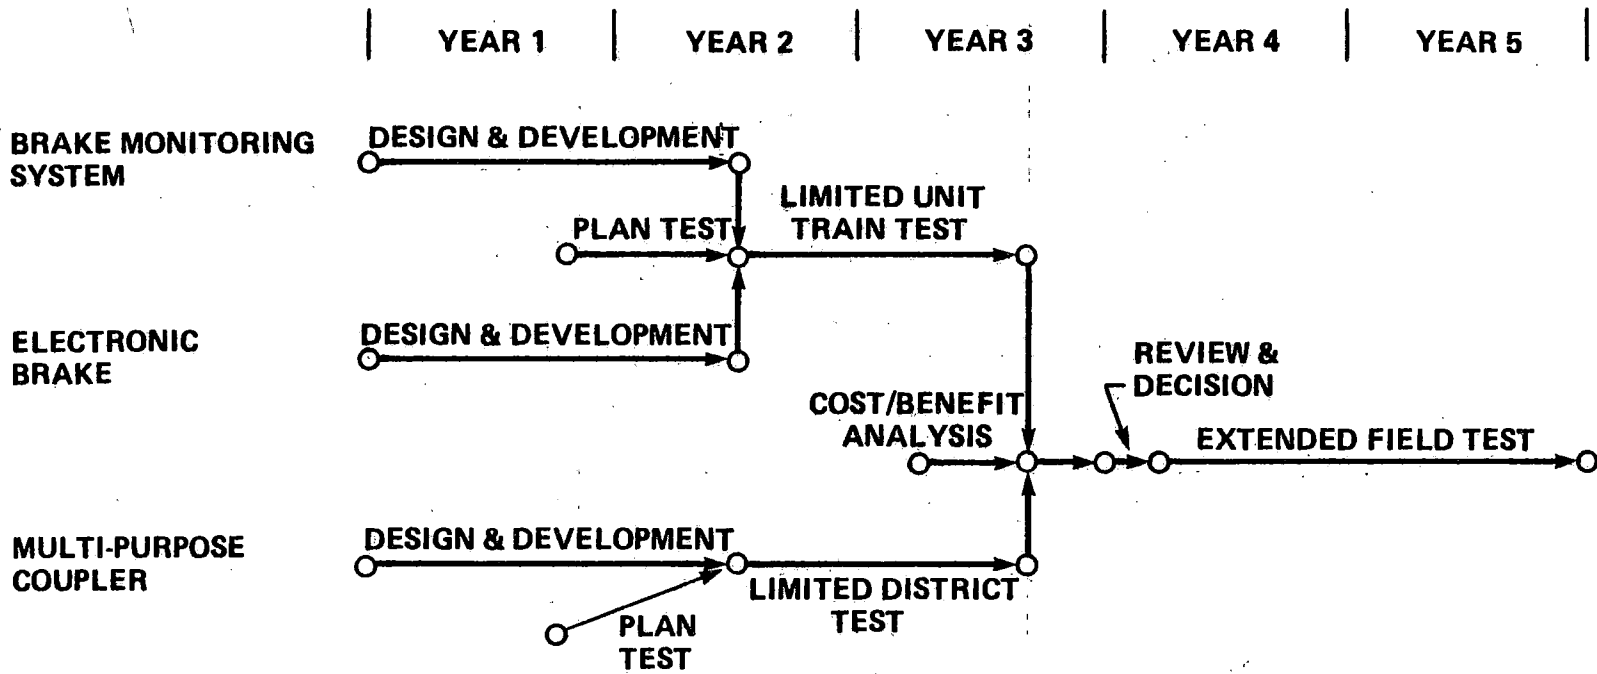 YEAR 1 YEAR 2 YEAR 3 YEAR 4 YEAR 5
BRAKE MONITORING
SYSTEM
DESIGN & DEVELOPMENT
PLAN TEST
LIMITED UNIT
TRAIN TEST
ELECTRONIC
BRAKE
DESIGN & DEVELOPMENT
REVIEW &
DECISION
COST/BENEFIT
ANALYSIS
EXTENDED FIELD TEST
MULTI-PURPOSE
COUPLER
DESIGN & DEVELOPMENT
LIMITED DISTRICT
TEST
PLAN
TEST